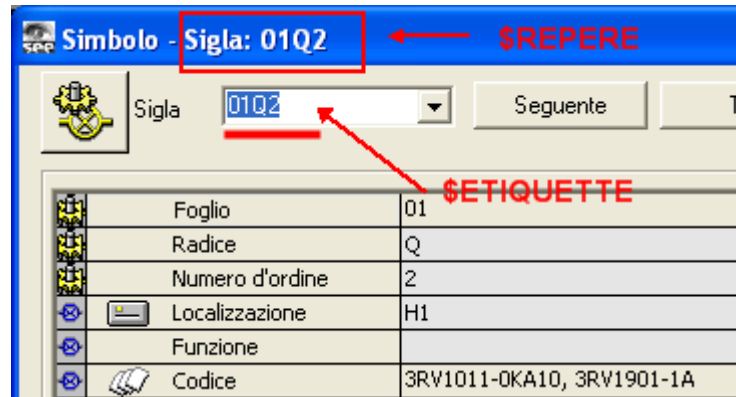 see Simbolo - Sigla: 01Q2 $REPERE
Sigla 01Q2 Seguente T
$ETIQUETTE
Foglio 01
Radice Q
Numero d'ordine 2
Localizzazione H1
Funzione
Codice 3RV1011-0KA10, 3RV1901-1A